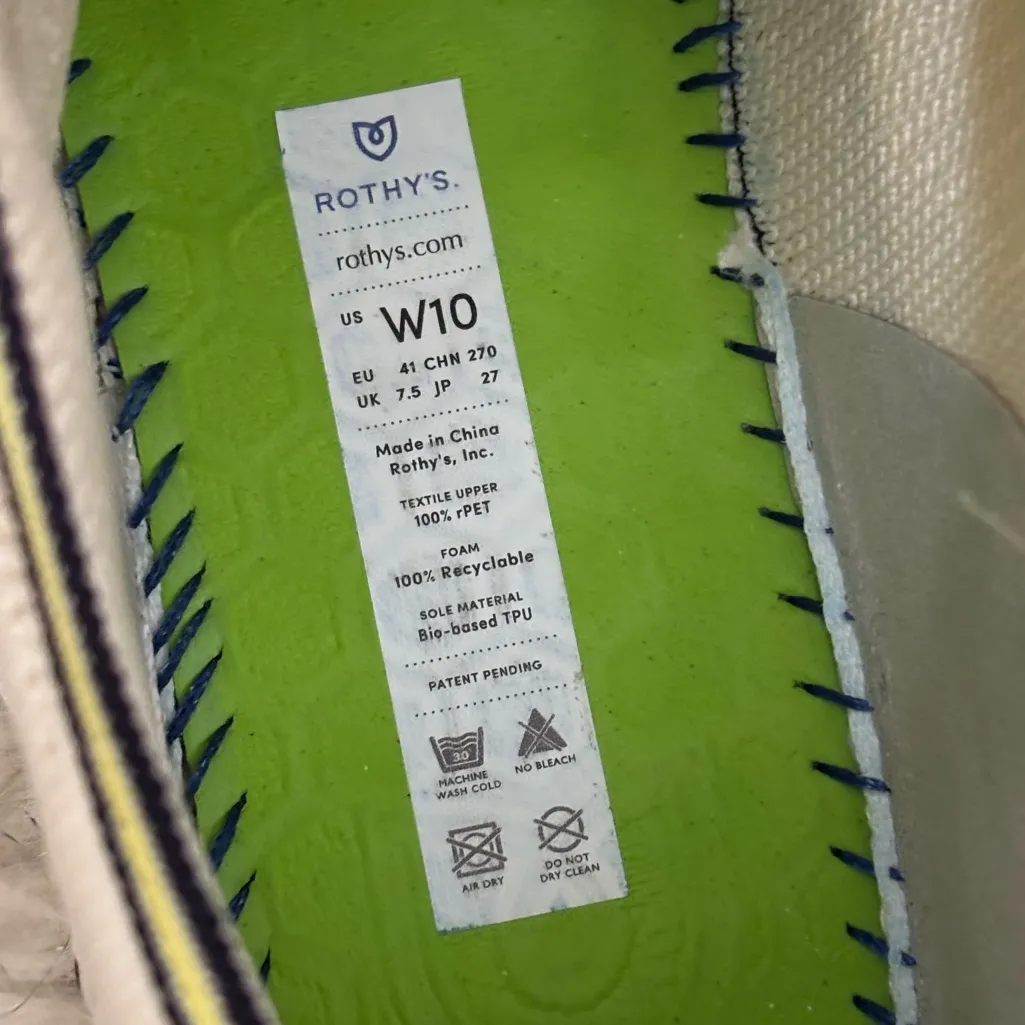 ROTHY'S.
rothys.com
US W10
EU 41 CHN 270
UK 7.5 JP 27
Made in China
Rothy's, Inc.
TEXTILE UPPER
100% rPET
FOAM
100% Recyclable
SOLE MATERIAL
Bio-based TPU
PATENT PENDING
30
MACHINE
WASH COLD
NO BLEACH
AIR DRY
DO NOT
DRY CLEAN